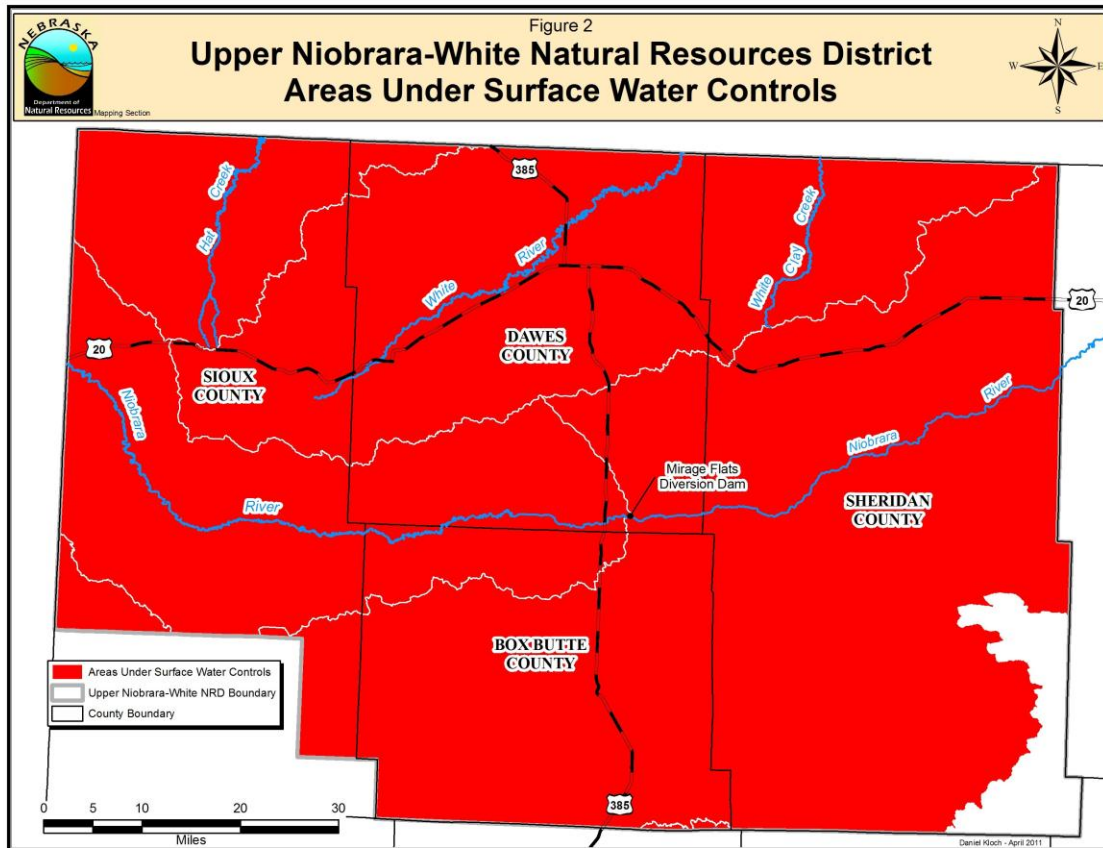 Figure 2
Upper Niobrara-White Natural Resources District
Areas Under Surface Water Controls
NEBRASKA
Department of
Natural Resources
Mapping Section
N
W
E
S
385
Hat Creek
White River
White Clay Creek
20
20
DAWES
COUNTY
SIOUX
COUNTY
Niobrara
River
Niobrara
River
Mirage Flats
Diversion Dam
SHERIDAN
COUNTY
BOX BUTTE
COUNTY
Areas Under Surface Water Controls
Upper Niobrara-White NRD Boundary
County Boundary
0 5 10 20 30
Miles
385
Daniel Kloch - April 2011